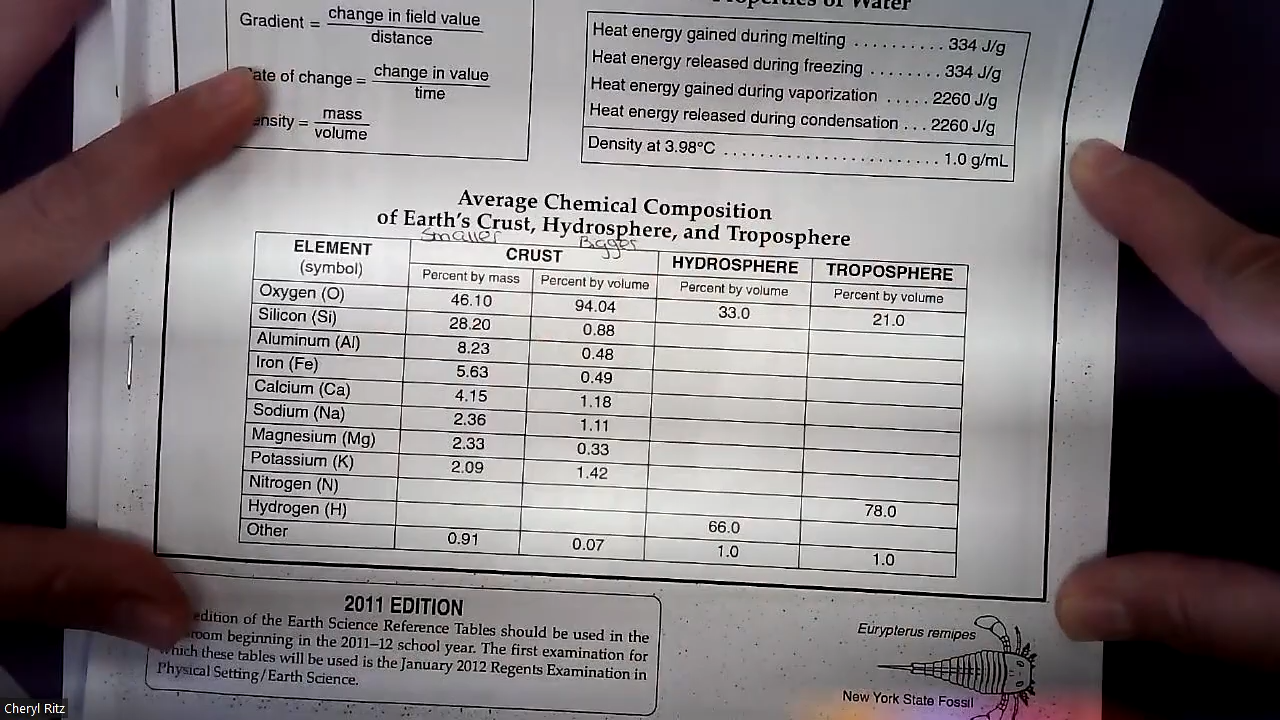 Properties of Water
Gradient = change in field value
distance
ate of change = change in value
time
ensity = mass
volume
Heat energy gained during melting .......... 334 J/g
Heat energy released during freezing ........ 334 J/g
Heat energy gained during vaporization ..... 2260 J/g
Heat energy released during condensation ... 2260 J/g
Density at 3.98°C ........................ 1.0 g/mL
Average Chemical Composition
of Earth's Crust, Hydrosphere, and Troposphere
Smaller Bigger
ELEMENT CRUST HYDROSPHERE TROPOSPHERE
(symbol) Percent by mass Percent by volume Percent by volume Percent by volume
Oxygen (O) 46.10 94.04 33.0 21.0
Silicon (Si) 28.20 0.88
Aluminum (Al) 8.23 0.48
Iron (Fe) 5.63 0.49
Calcium (Ca) 4.15 1.18
Sodium (Na) 2.36 1.11
Magnesium (Mg) 2.33 0.33
Potassium (K) 2.09 1.42
Nitrogen (N) 78.0
Hydrogen (H) 66.0
Other 0.91 0.07 1.0 1.0
2011 EDITION
edition of the Earth Science Reference Tables should be used in the
room beginning in the 2011–12 school year. The first examination for
which these tables will be used is the January 2012 Regents Examination in
Physical Setting/Earth Science.
Eurypterus remipes
New York State Fossil
Cheryl Ritz